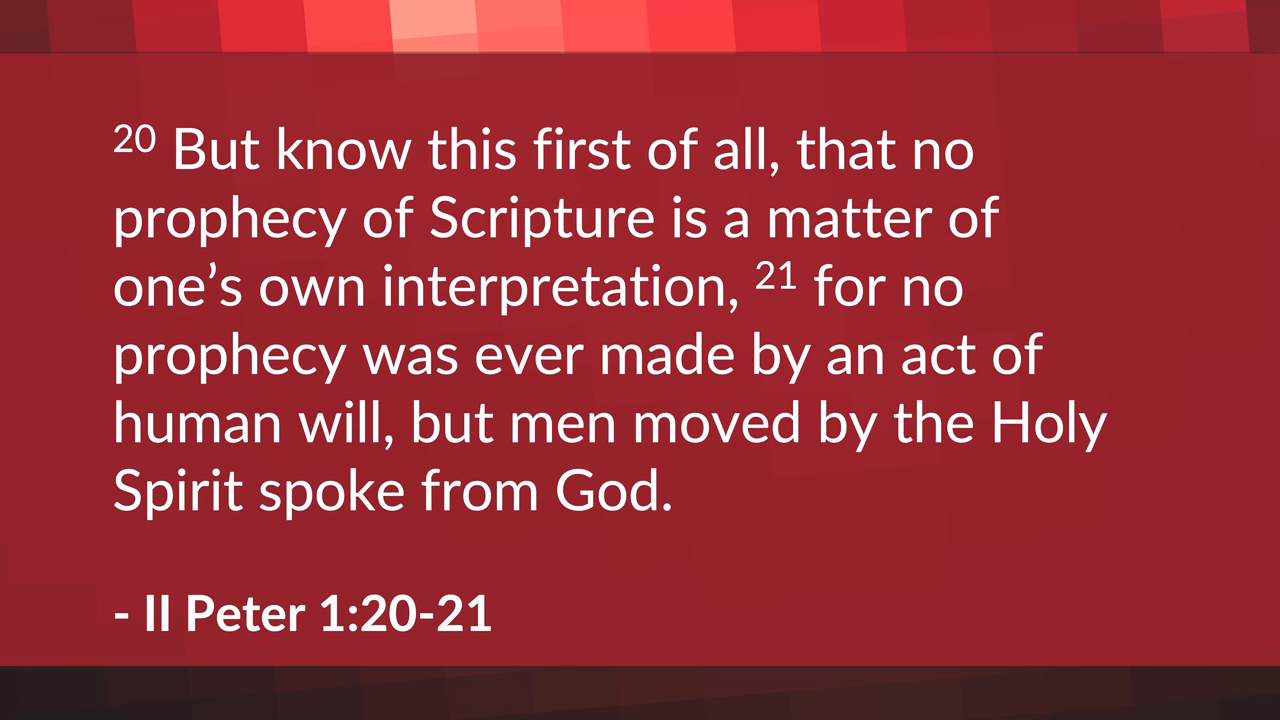 20 But know this first of all, that no
prophecy of Scripture is a matter of
one’s own interpretation, 21 for no
prophecy was ever made by an act of
human will, but men moved by the Holy
Spirit spoke from God.
- II Peter 1:20-21